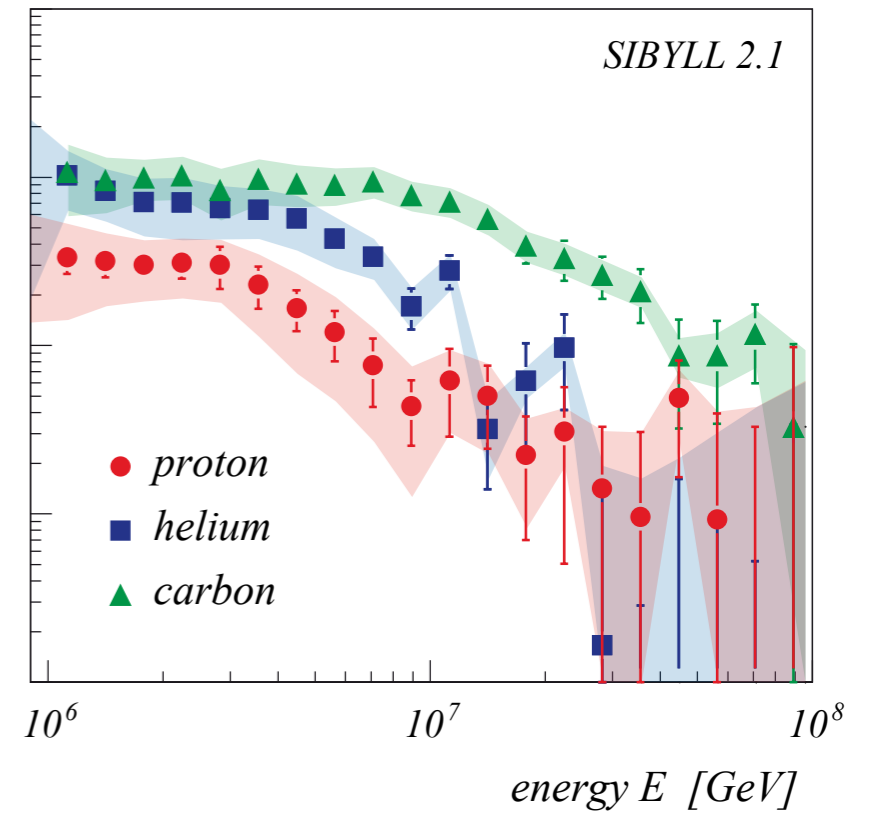 SIBYLL 2.1
proton
helium
carbon
10^6 10^7 10^8
energy E [GeV]